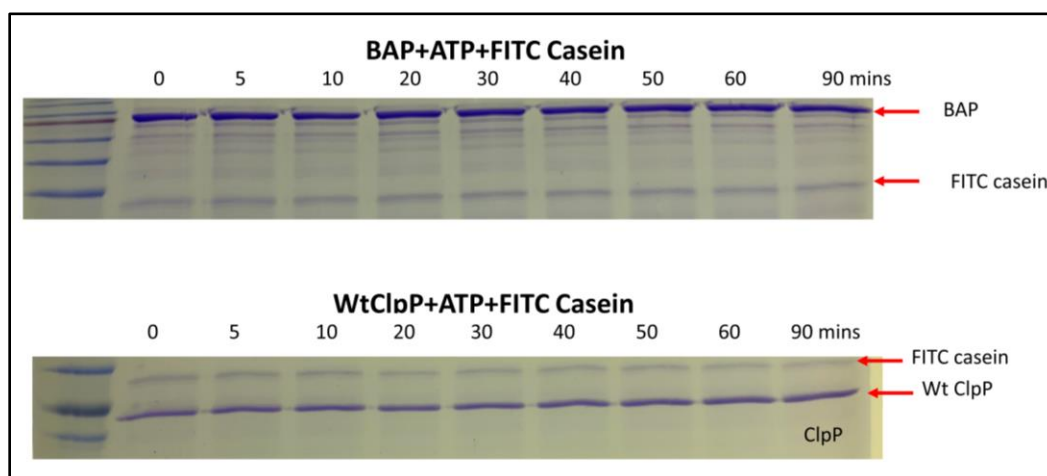 BAP+ATP+FITC Casein
0 5 10 20 30 40 50 60 90 mins
BAP
FITC casein
WtClpP+ATP+FITC Casein
0 5 10 20 30 40 50 60 90 mins
FITC casein
Wt ClpP
ClpP